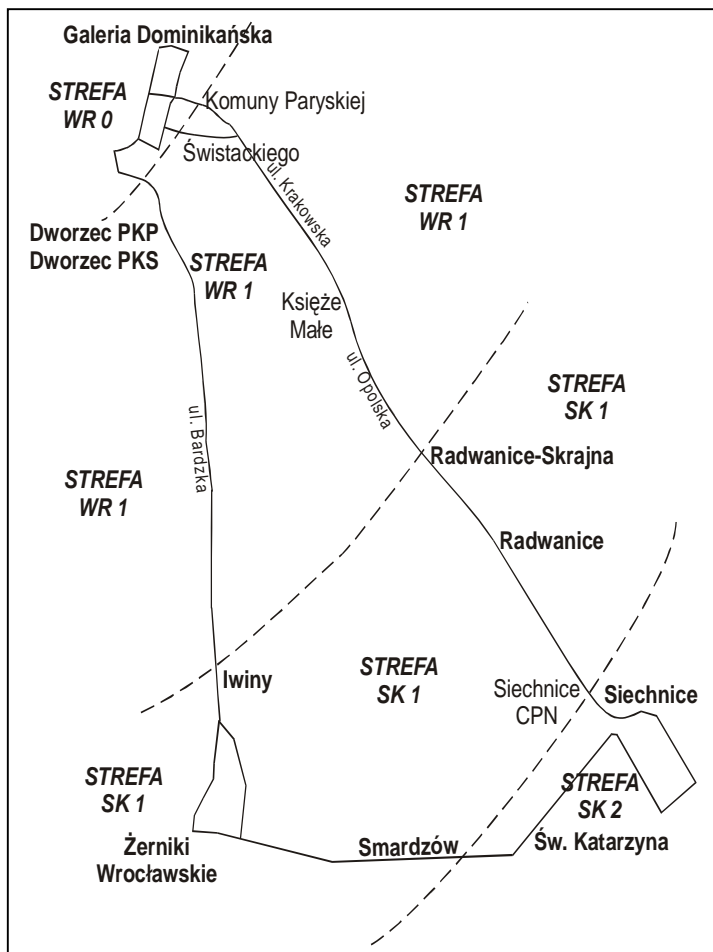 Galeria Dominikańska
STREFA
WR 0
Komuny Paryskiej
Świstackiego
ul. Krakowska
STREFA
WR 1
Dworzec PKP
Dworzec PKS
STREFA
WR 1
Księże
Małe
ul. Opolska
STREFA
SK 1
ul. Bardzka
Radwanice-Skrajna
STREFA
WR 1
Radwanice
Iwiny
STREFA
SK 1
Siechnice
CPN
Siechnice
STREFA
SK 1
STREFA
SK 2
Żerniki
Wrocławskie
Smardzów
Św. Katarzyna